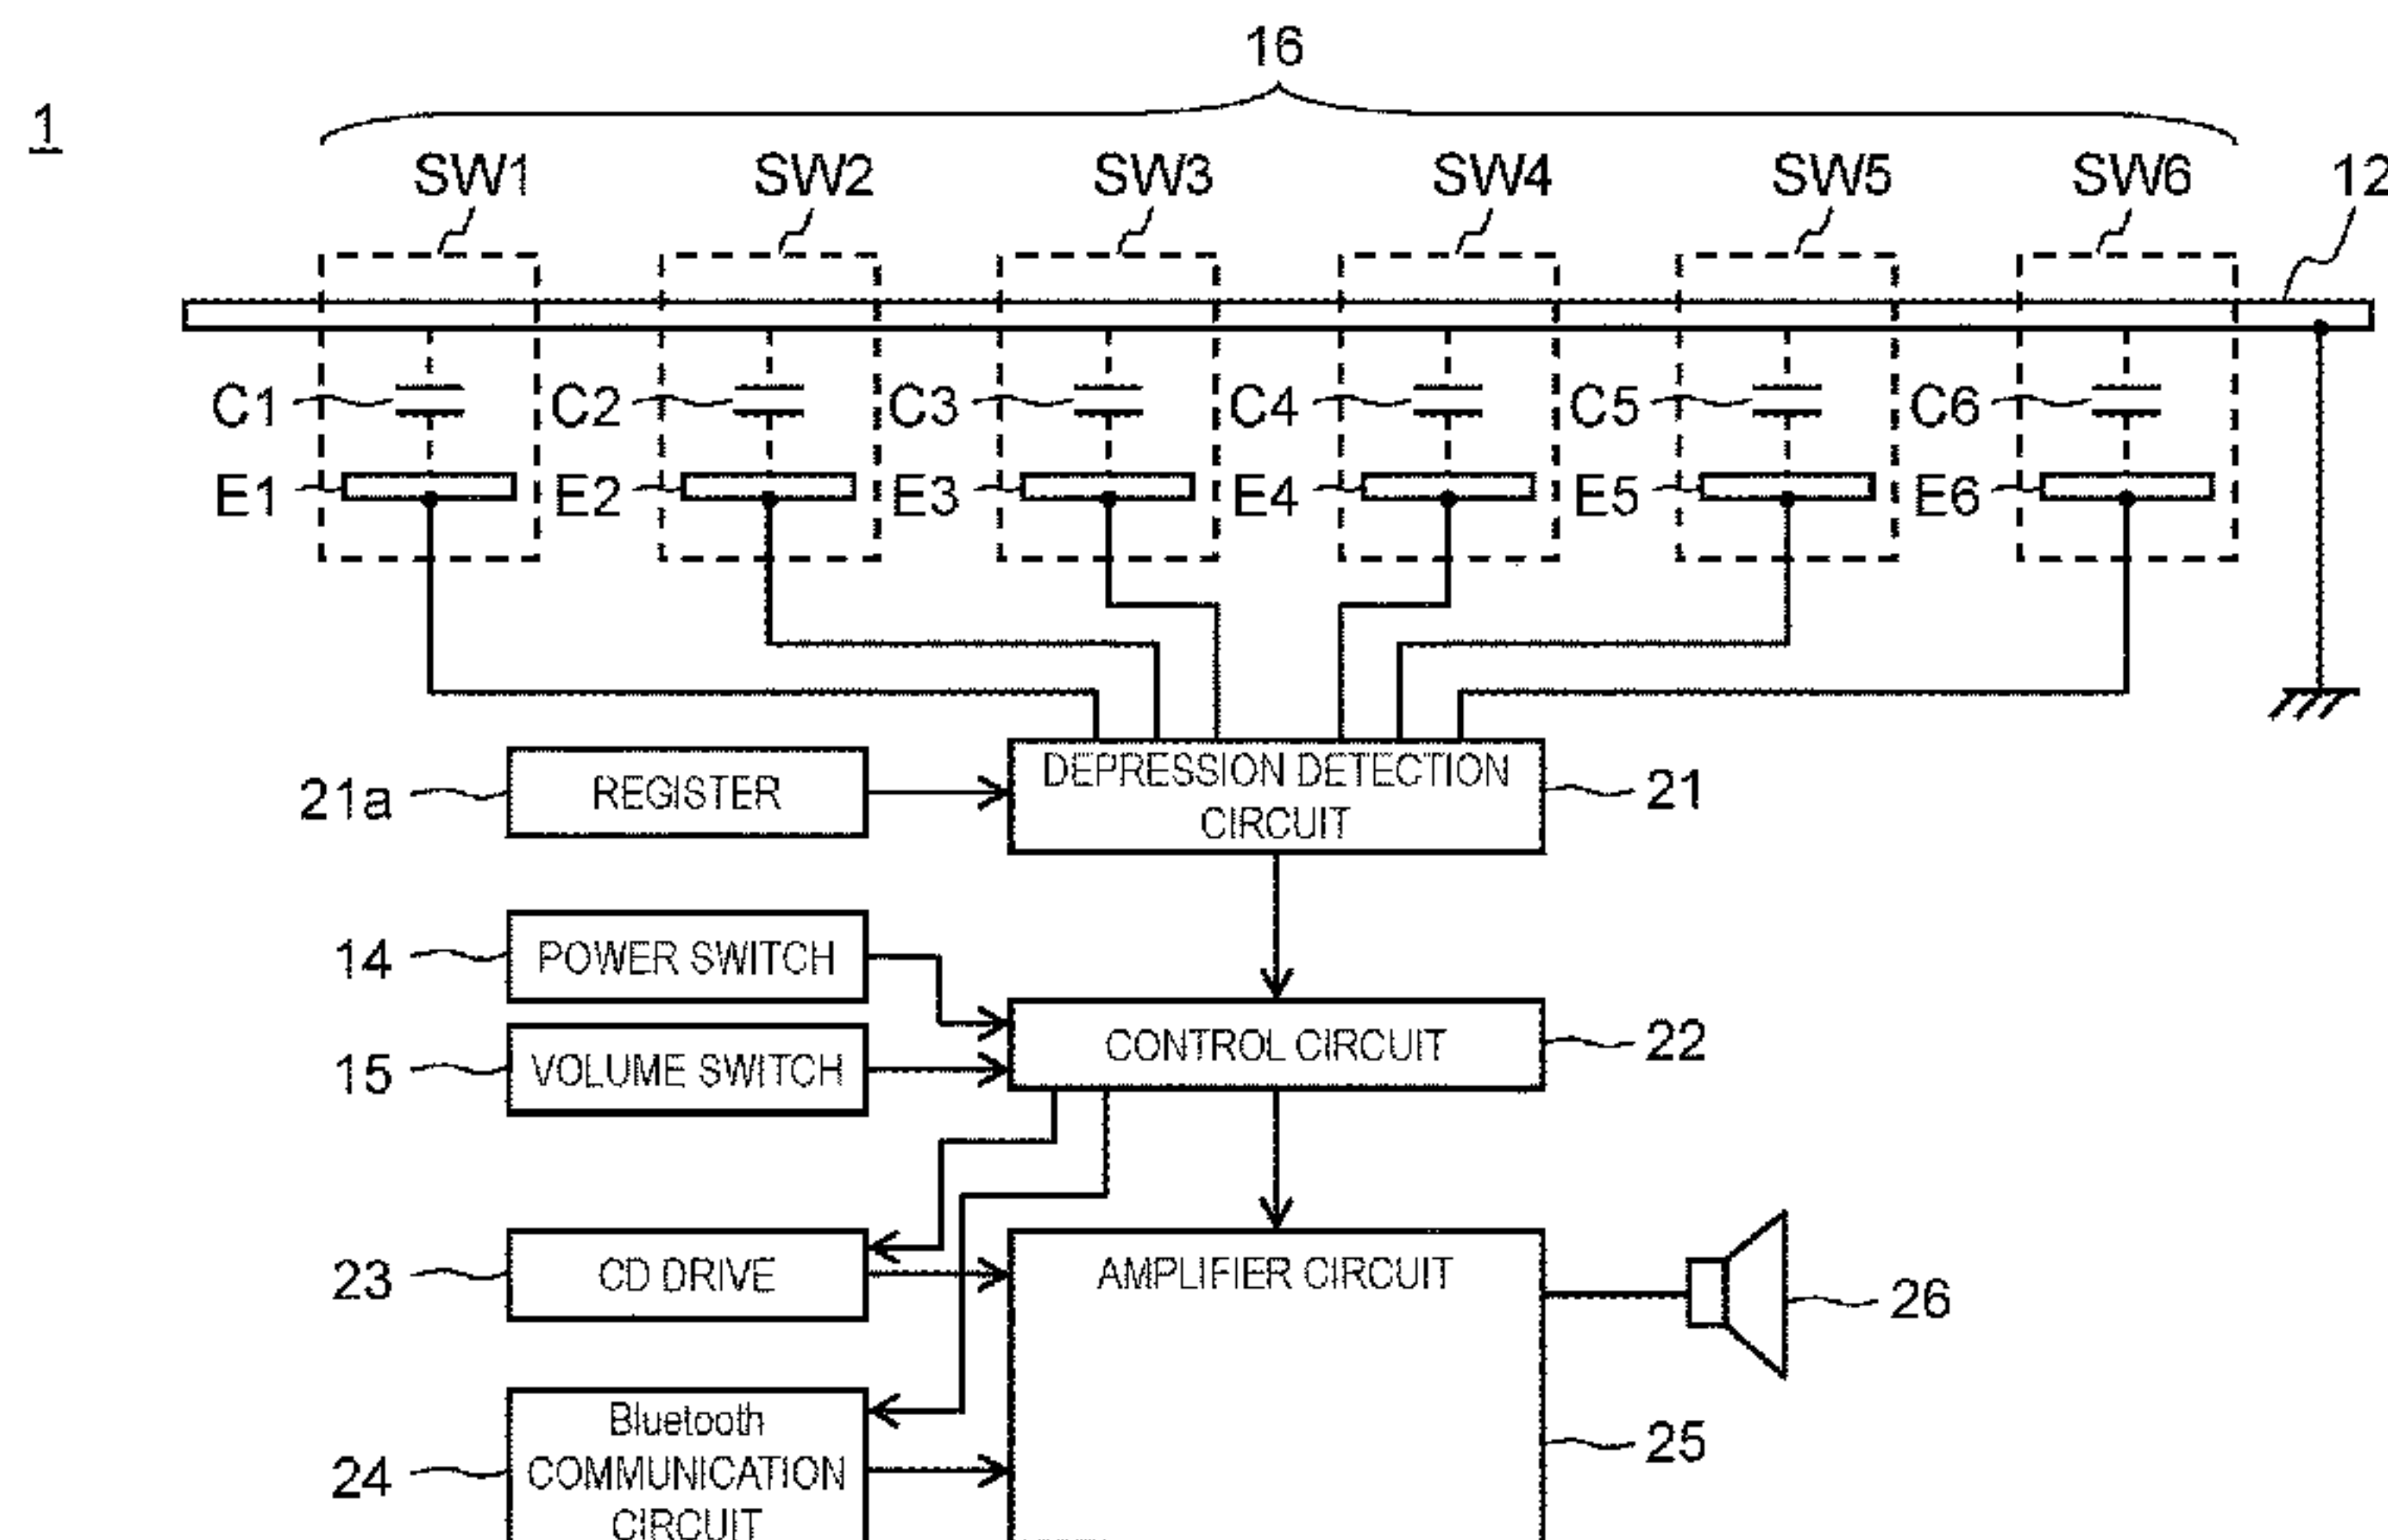 16
1
SW1 SW2 SW3 SW4 SW5 SW6 12
C1 C2 C3 C4 C5 C6
E1 E2 E3 E4 E5 E6
21a REGISTER DEPRESSION DETECTION 21
CIRCUIT
14 POWER SWITCH
CONTROL CIRCUIT 22
15 VOLUME SWITCH
23 CD DRIVE AMPLIFIER CIRCUIT 26
Bluetooth
25
24 COMMUNICATION
CIRCUIT